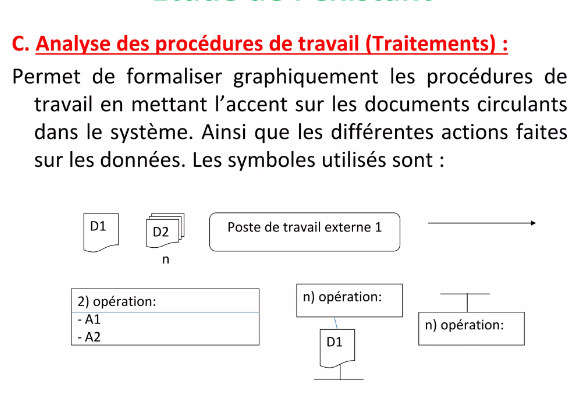 C. Analyse des procédures de travail (Traitements) :
Permet de formaliser graphiquement les procédures de
travail en mettant l’accent sur les documents circulants
dans le système. Ainsi que les différentes actions faites
sur les données. Les symboles utilisés sont :
D1
D2
n
Poste de travail externe 1
2) opération:
- A1
- A2
n) opération:
D1
n) opération: